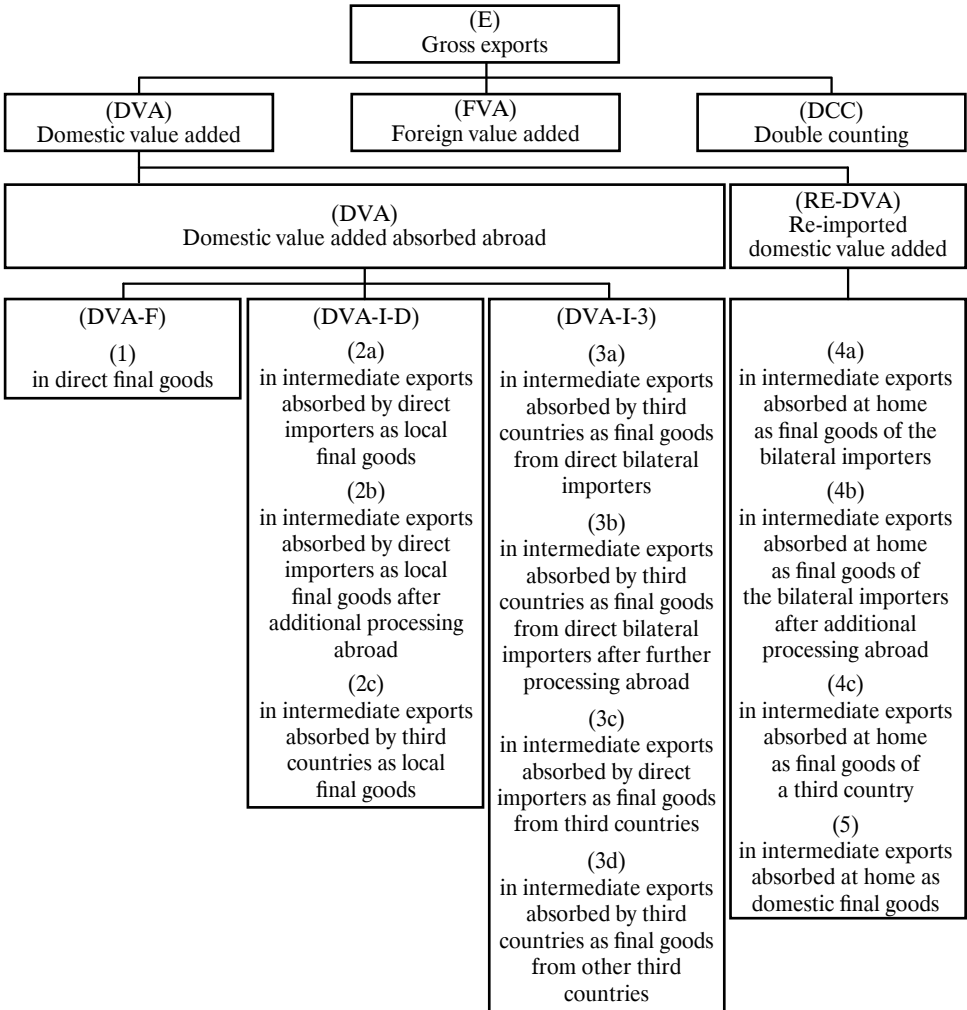 (E)
Gross exports
(DVA)
Domestic value added
(FVA)
Foreign value added
(DCC)
Double counting
(DVA)
Domestic value added absorbed abroad
(RE-DVA)
Re-imported
domestic value added
(DVA-F)
(1)
in direct final goods
(DVA-I-D)
(2a)
in intermediate exports
absorbed by direct
importers as local
final goods
(2b)
in intermediate exports
absorbed by direct
importers as local
final goods after
additional processing
abroad
(2c)
in intermediate exports
absorbed by third
countries as local
final goods
(DVA-I-3)
(3a)
in intermediate exports
absorbed by third
countries as final goods
from direct bilateral
importers
(3b)
in intermediate exports
absorbed by third
countries as final goods
from direct bilateral
importers after further
processing abroad
(3c)
in intermediate exports
absorbed by direct
importers as final goods
from third countries
(3d)
in intermediate exports
absorbed by third
countries as final goods
from other third
countries
(4a)
in intermediate exports
absorbed at home
as final goods of the
bilateral importers
(4b)
in intermediate exports
absorbed at home
as final goods of
the bilateral importers
after additional
processing abroad
(4c)
in intermediate exports
absorbed at home
as final goods of
a third country
(5)
in intermediate exports
absorbed at home as
domestic final goods